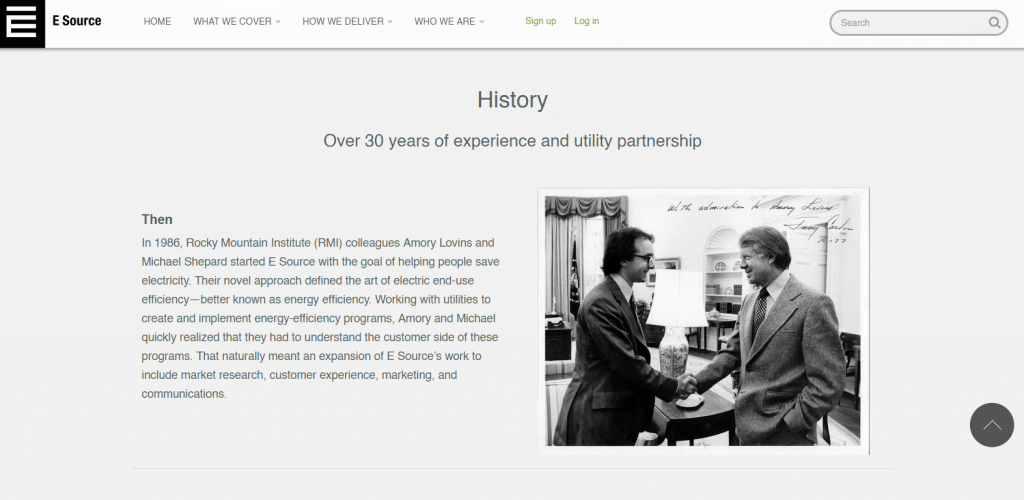 E Source
HOME
WHAT WE COVER
HOW WE DELIVER
WHO WE ARE
Sign up
Log in
Search
History
Over 30 years of experience and utility partnership
Then
In 1986, Rocky Mountain Institute (RMI) colleagues Amory Lovins and
Michael Shepard started E Source with the goal of helping people save
electricity. Their novel approach defined the art of electric end-use
efficiency—better known as energy efficiency. Working with utilities to
create and implement energy-efficiency programs, Amory and Michael
quickly realized that they had to understand the customer side of these
programs. That naturally meant an expansion of E Source's work to
include market research, customer experience, marketing, and
communications.
With admiration to Amory Lovins
Jimmy Carter